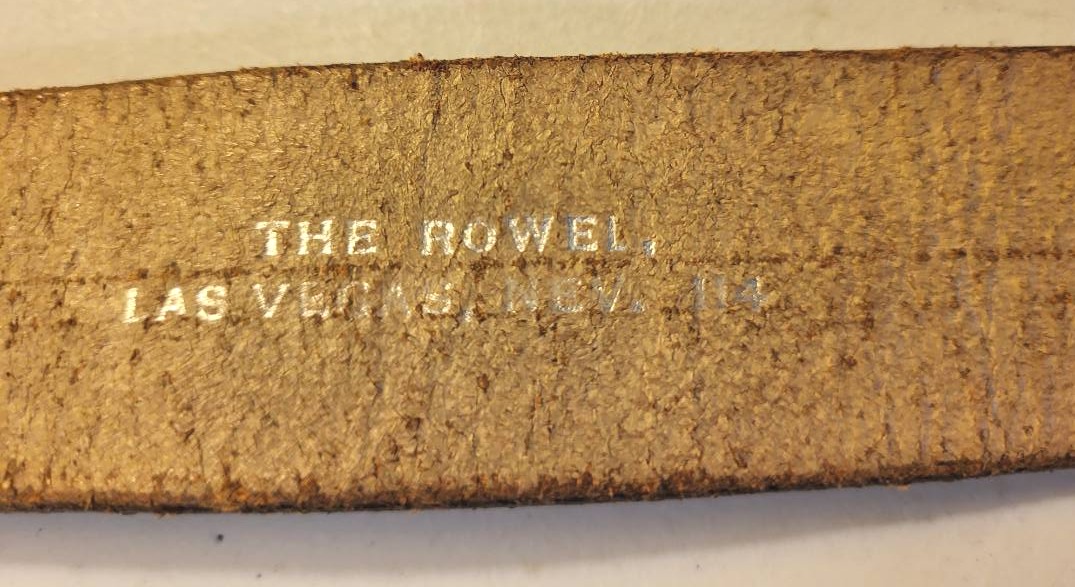 THE ROWEL,
LAS VEGAS, NEV. 114